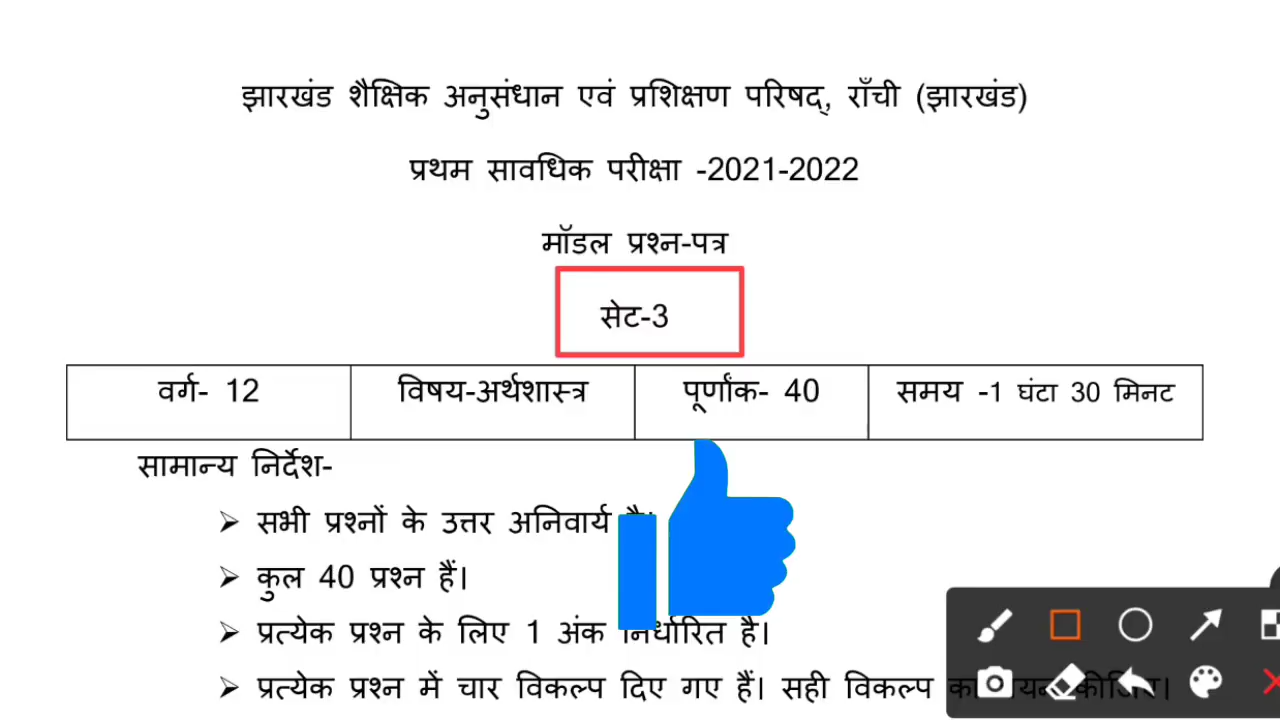 झारखंड शैक्षिक अनुसंधान एवं प्रशिक्षण परिषद्, राँची (झारखंड)
प्रथम सावधिक परीक्षा -2021-2022
मॉडल प्रश्न-पत्र
सेट-3
वर्ग- 12 विषय-अर्थशास्त्र पूर्णांक- 40 समय -1 घंटा 30 मिनट
सामान्य निर्देश-
सभी प्रश्नों के उत्तर अनिवार्य
कुल 40 प्रश्न हैं।
प्रत्येक प्रश्न के लिए 1 अंक निर्धारित है।
प्रत्येक प्रश्न में चार विकल्प दिए गए हैं। सही विकल्प